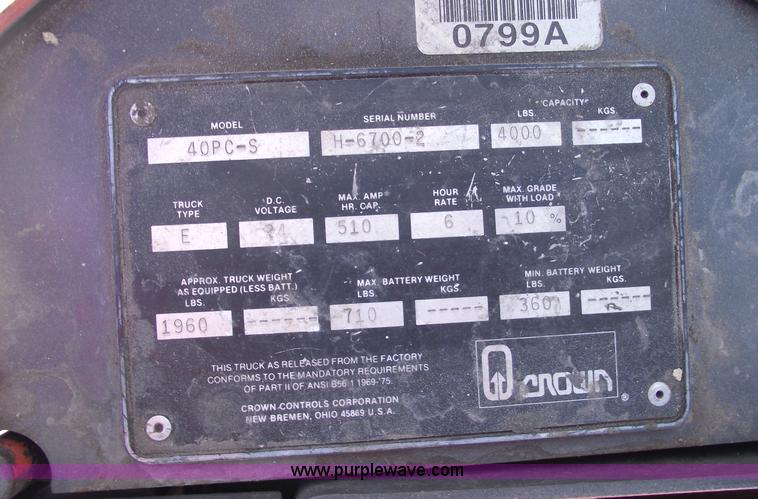 0799A
MODEL SERIAL NUMBER CAPACITY
LBS. KGS.
40PC-S H-6700-2 4000 ------
TRUCK TYPE D.C. VOLTAGE MAX. AMP HR. CAP. HOUR RATE MAX. GRADE WITH LOAD
E 24 510 6 10 %
APPROX. TRUCK WEIGHT AS EQUIPPED (LESS BATT.) MAX. BATTERY WEIGHT MIN. BATTERY WEIGHT
LBS. KGS. LBS. KGS. LBS. KGS.
1960 ------ 710 ----- 360 ------
THIS TRUCK AS RELEASED FROM THE FACTORY
CONFORMS TO THE MANDATORY REQUIREMENTS
OF PART II OF ANSI B56.1 1969-'75.
CROWN CONTROLS CORPORATION
NEW BREMEN, OHIO 45869 U.S.A.
CROWN ®
www.purplewave.com